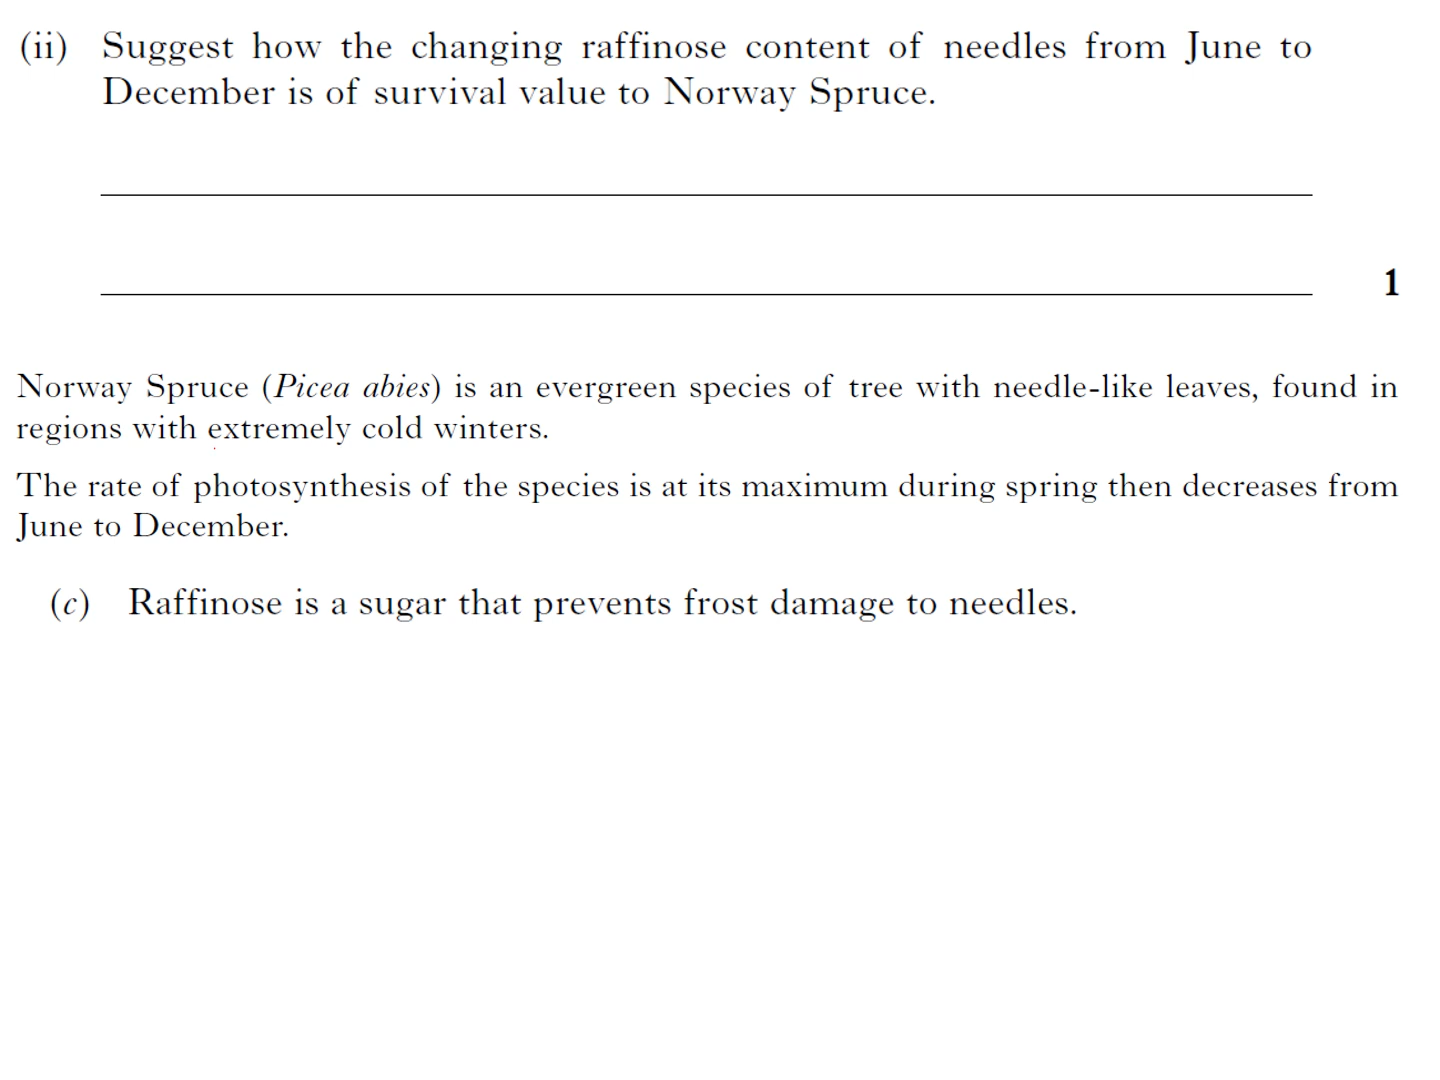 (ii) Suggest how the changing raffinose content of needles from June to
December is of survival value to Norway Spruce.
1
Norway Spruce (Picea abies) is an evergreen species of tree with needle-like leaves, found in
regions with extremely cold winters.
The rate of photosynthesis of the species is at its maximum during spring then decreases from
June to December.
(c) Raffinose is a sugar that prevents frost damage to needles.